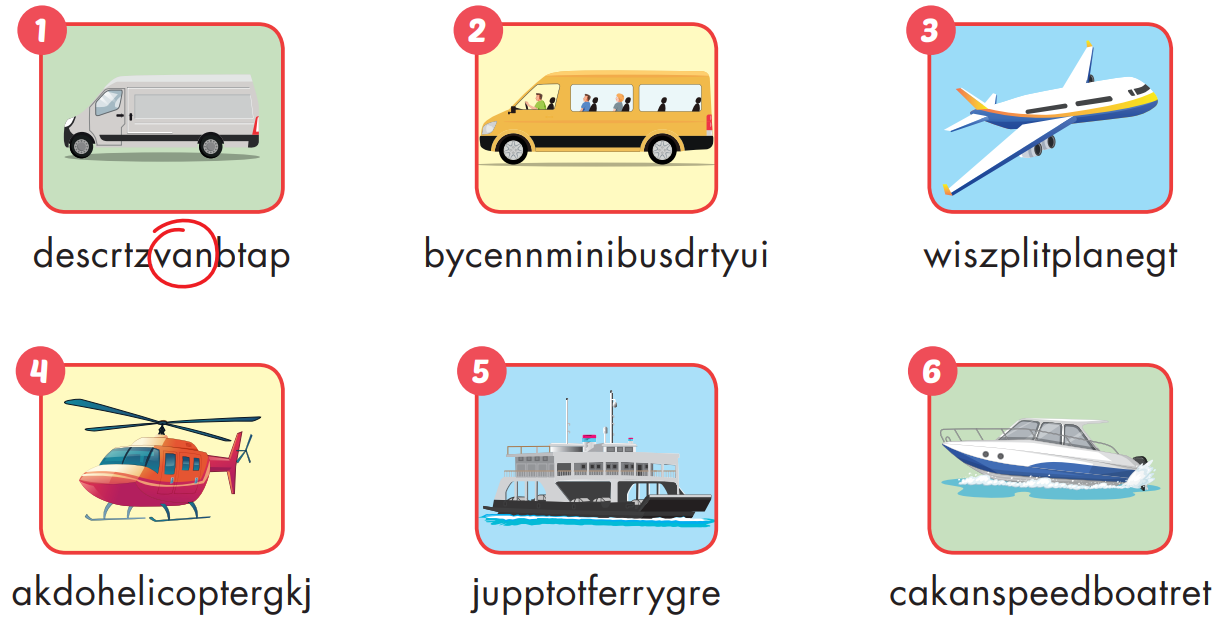 1 2 3
descrtzvanbtap bycennminibusdrtyui wiszplitplanegt
4 5 6
akdohelicoptergkj jupptotferrygre cakanspeedboatret